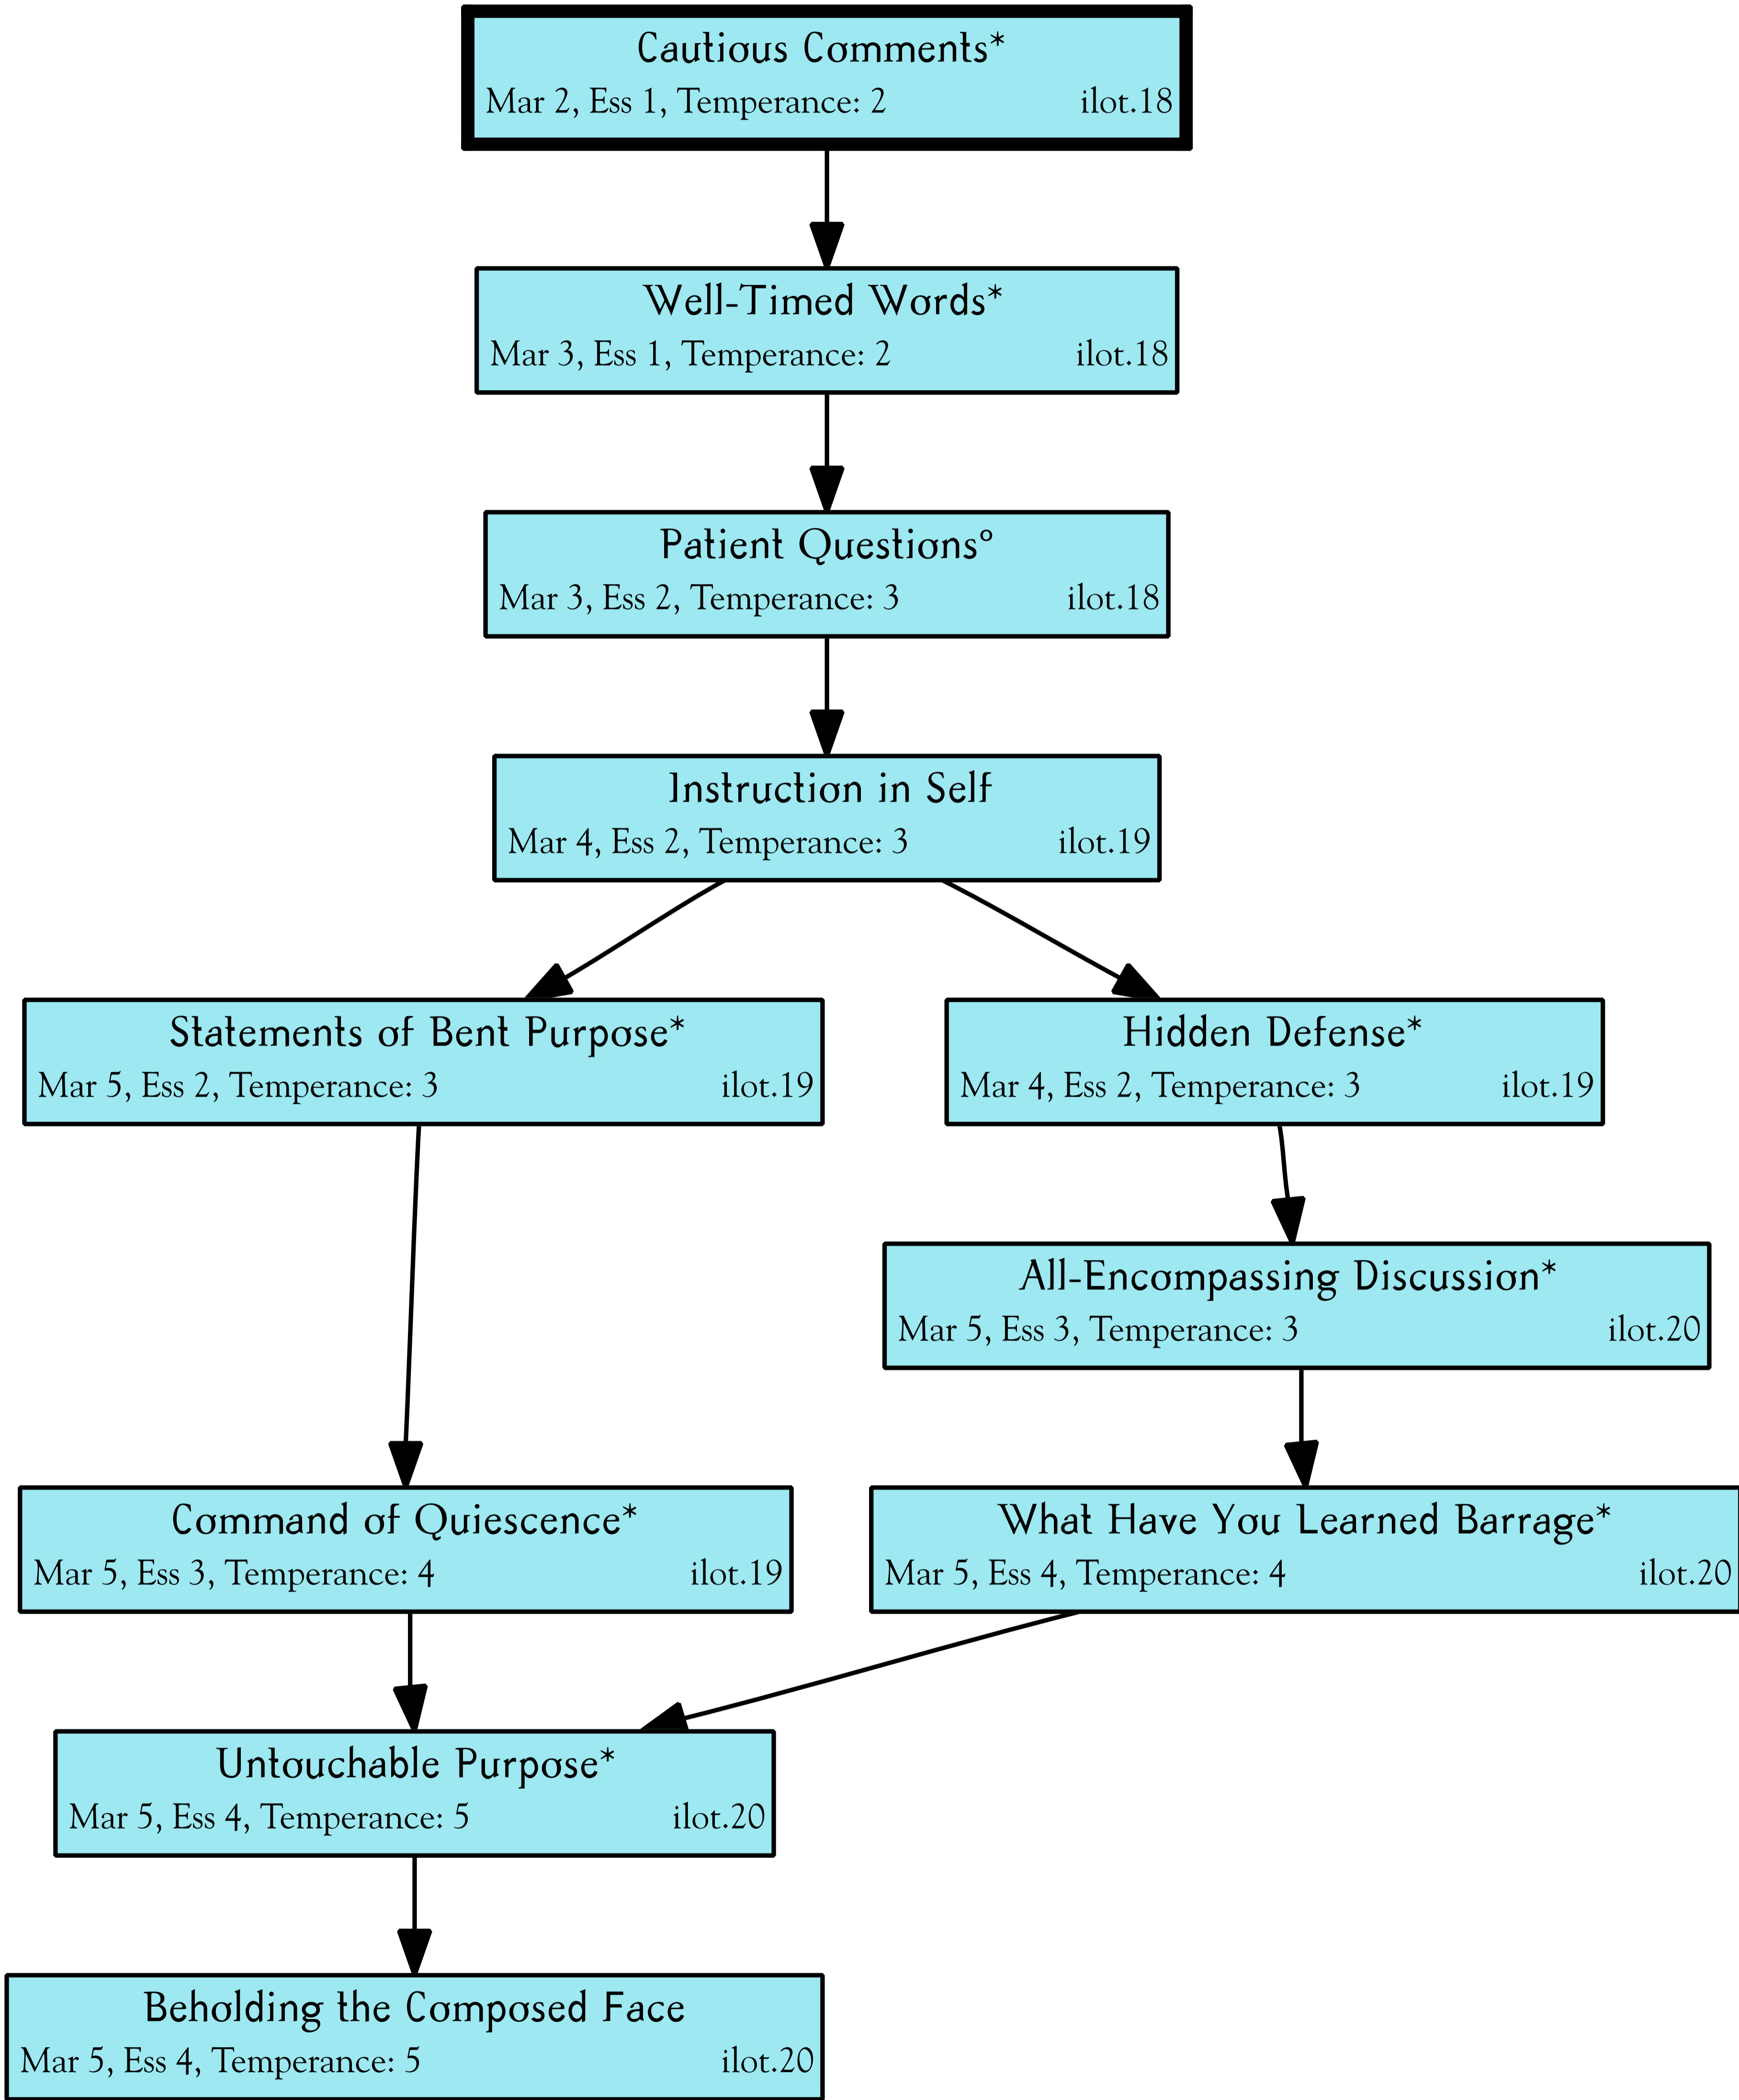 Cautious Comments*
Mar 2, Ess 1, Temperance: 2 ilot.18
Well-Timed Words*
Mar 3, Ess 1, Temperance: 2 ilot.18
Patient Questions°
Mar 3, Ess 2, Temperance: 3 ilot.18
Instruction in Self
Mar 4, Ess 2, Temperance: 3 ilot.19
Statements of Bent Purpose*
Mar 5, Ess 2, Temperance: 3 ilot.19
Hidden Defense*
Mar 4, Ess 2, Temperance: 3 ilot.19
All-Encompassing Discussion*
Mar 5, Ess 3, Temperance: 3 ilot.20
Command of Quiescence*
Mar 5, Ess 3, Temperance: 4 ilot.19
What Have You Learned Barrage*
Mar 5, Ess 4, Temperance: 4 ilot.20
Untouchable Purpose*
Mar 5, Ess 4, Temperance: 5 ilot.20
Beholding the Composed Face
Mar 5, Ess 4, Temperance: 5 ilot.20